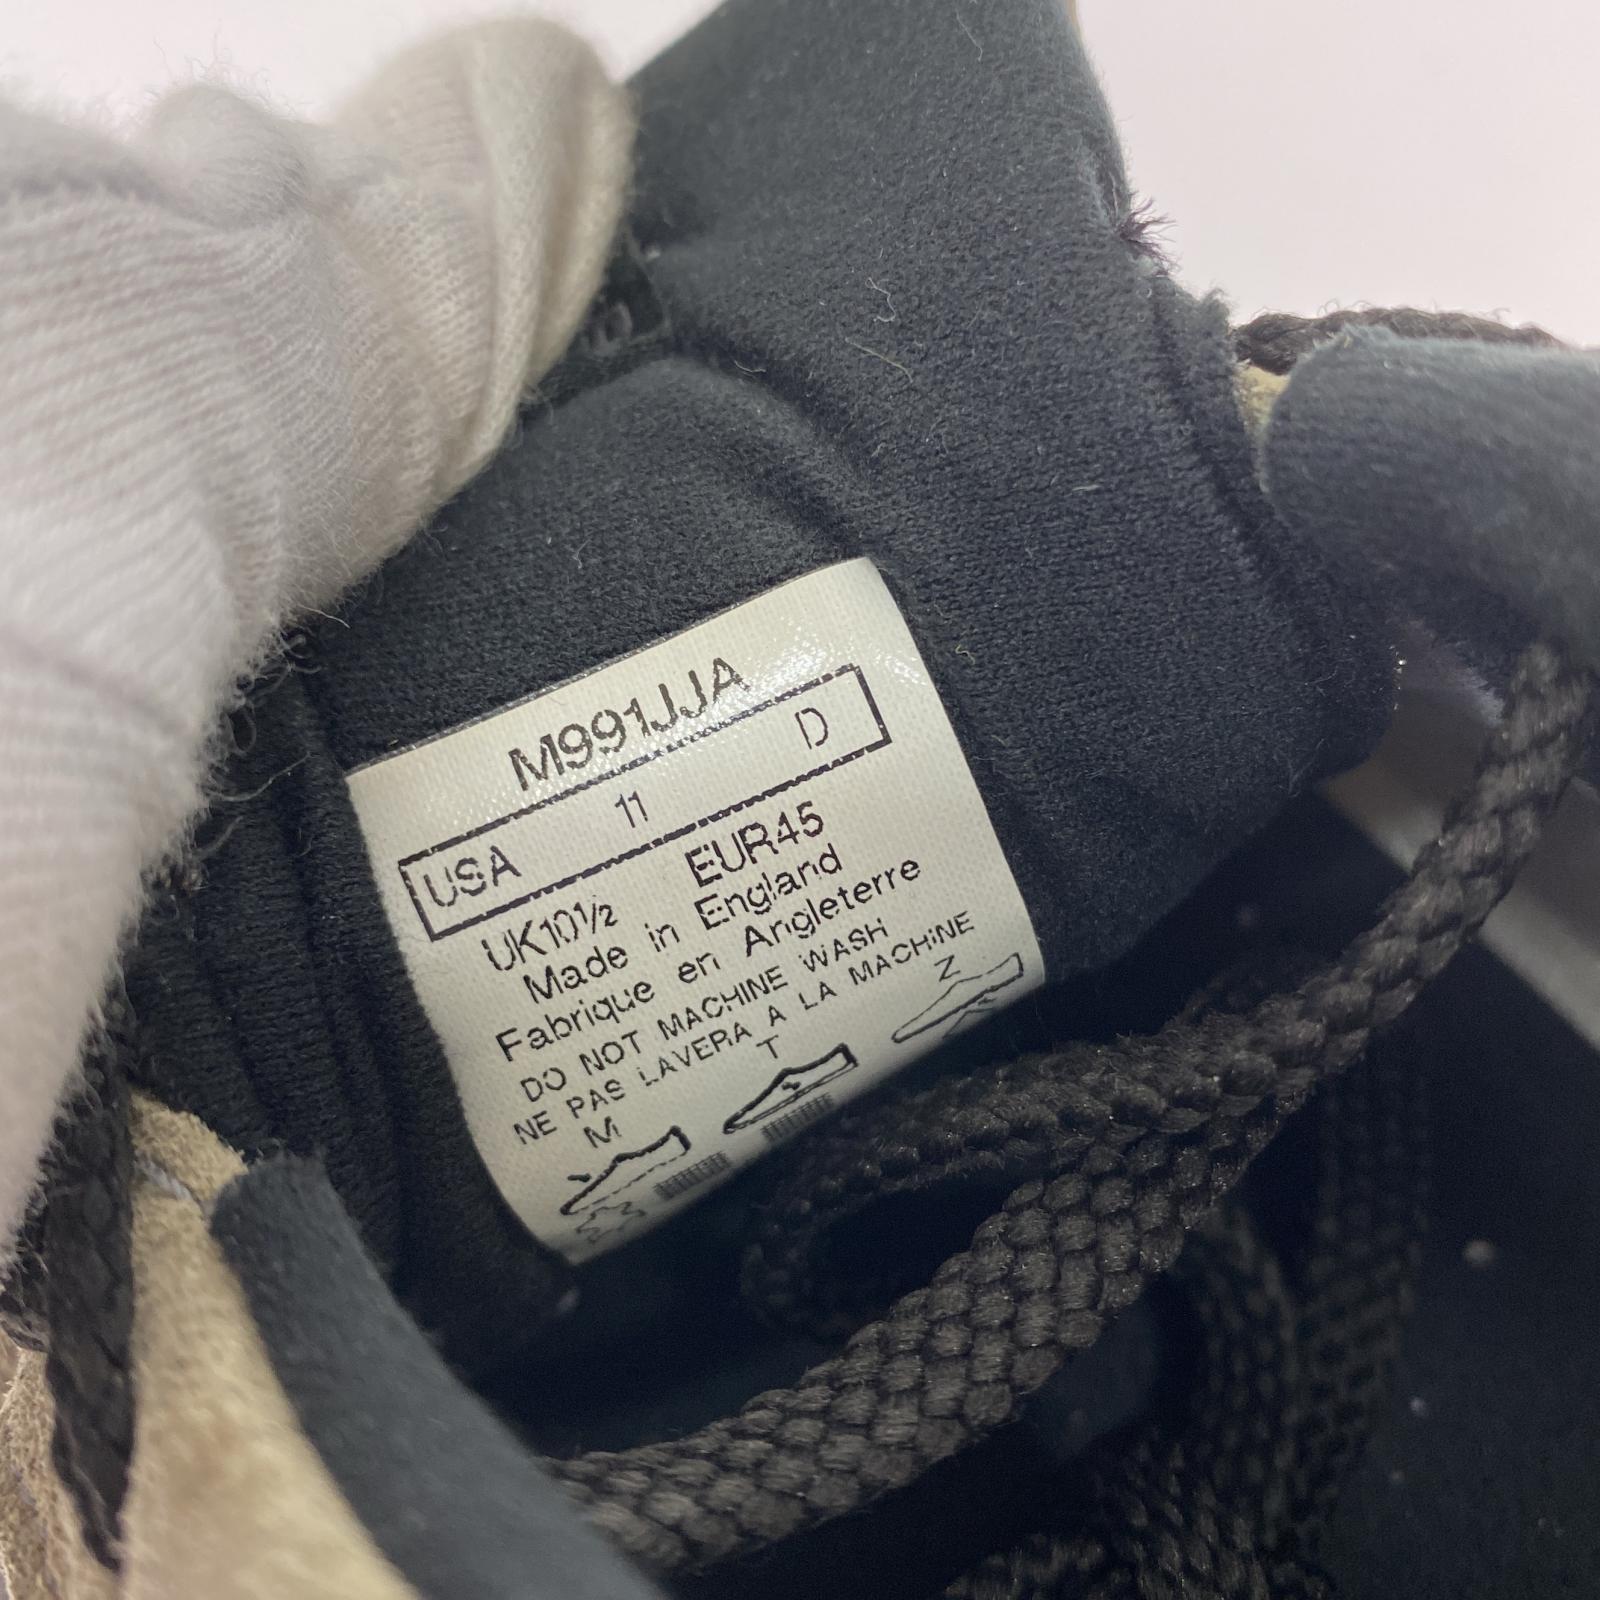 M991JJA
USA 11 D
UK10½ EUR45
Made in England
Fabrique en Angleterre
DO NOT MACHINE WASH
NE PAS LAVERA A LA MACHINE
M T Z